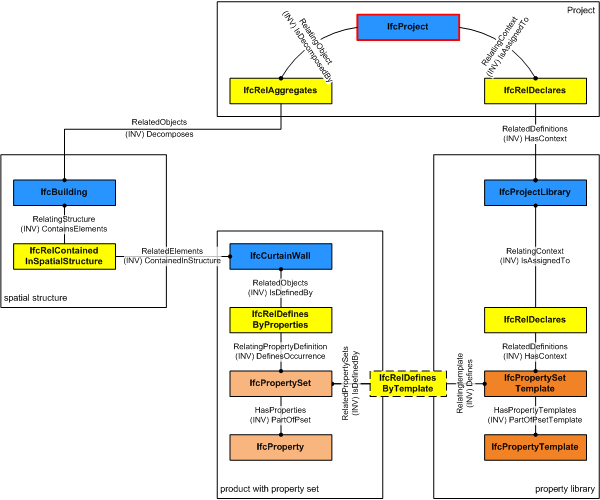 Project
IfcProject
RelatingObject
(INV) IsDecomposedBy
RelatingContext
(INV) IsAssignedTo
IfcRelAggregates
IfcRelDeclares
RelatedObjects
(INV) Decomposes
RelatedDefinitions
(INV) HasContext
IfcBuilding
IfcProjectLibrary
RelatingStructure
(INV) ContainsElements
IfcRelContained
InSpatialStructure
RelatedElements
(INV) ContainedInStructure
IfcCurtainWall
RelatingContext
(INV) IsAssignedTo
spatial structure
RelatedObjects
(INV) IsDefinedBy
IfcRelDefines
ByProperties
IfcRelDeclares
RelatingPropertyDefinition
(INV) DefinesOccurrence
RelatedDefinitions
(INV) HasContext
IfcPropertySet
RelatedPropertySets
(INV) IsDefinedBy
IfcRelDefines
ByTemplate
Relatingtemplate
(INV) Defines
IfcPropertySet
Template
HasProperties
(INV) PartOfPset
HasPropertyTemplates
(INV) PartOfPsetTemplate
IfcProperty
IfcPropertyTemplate
product with property set
property library